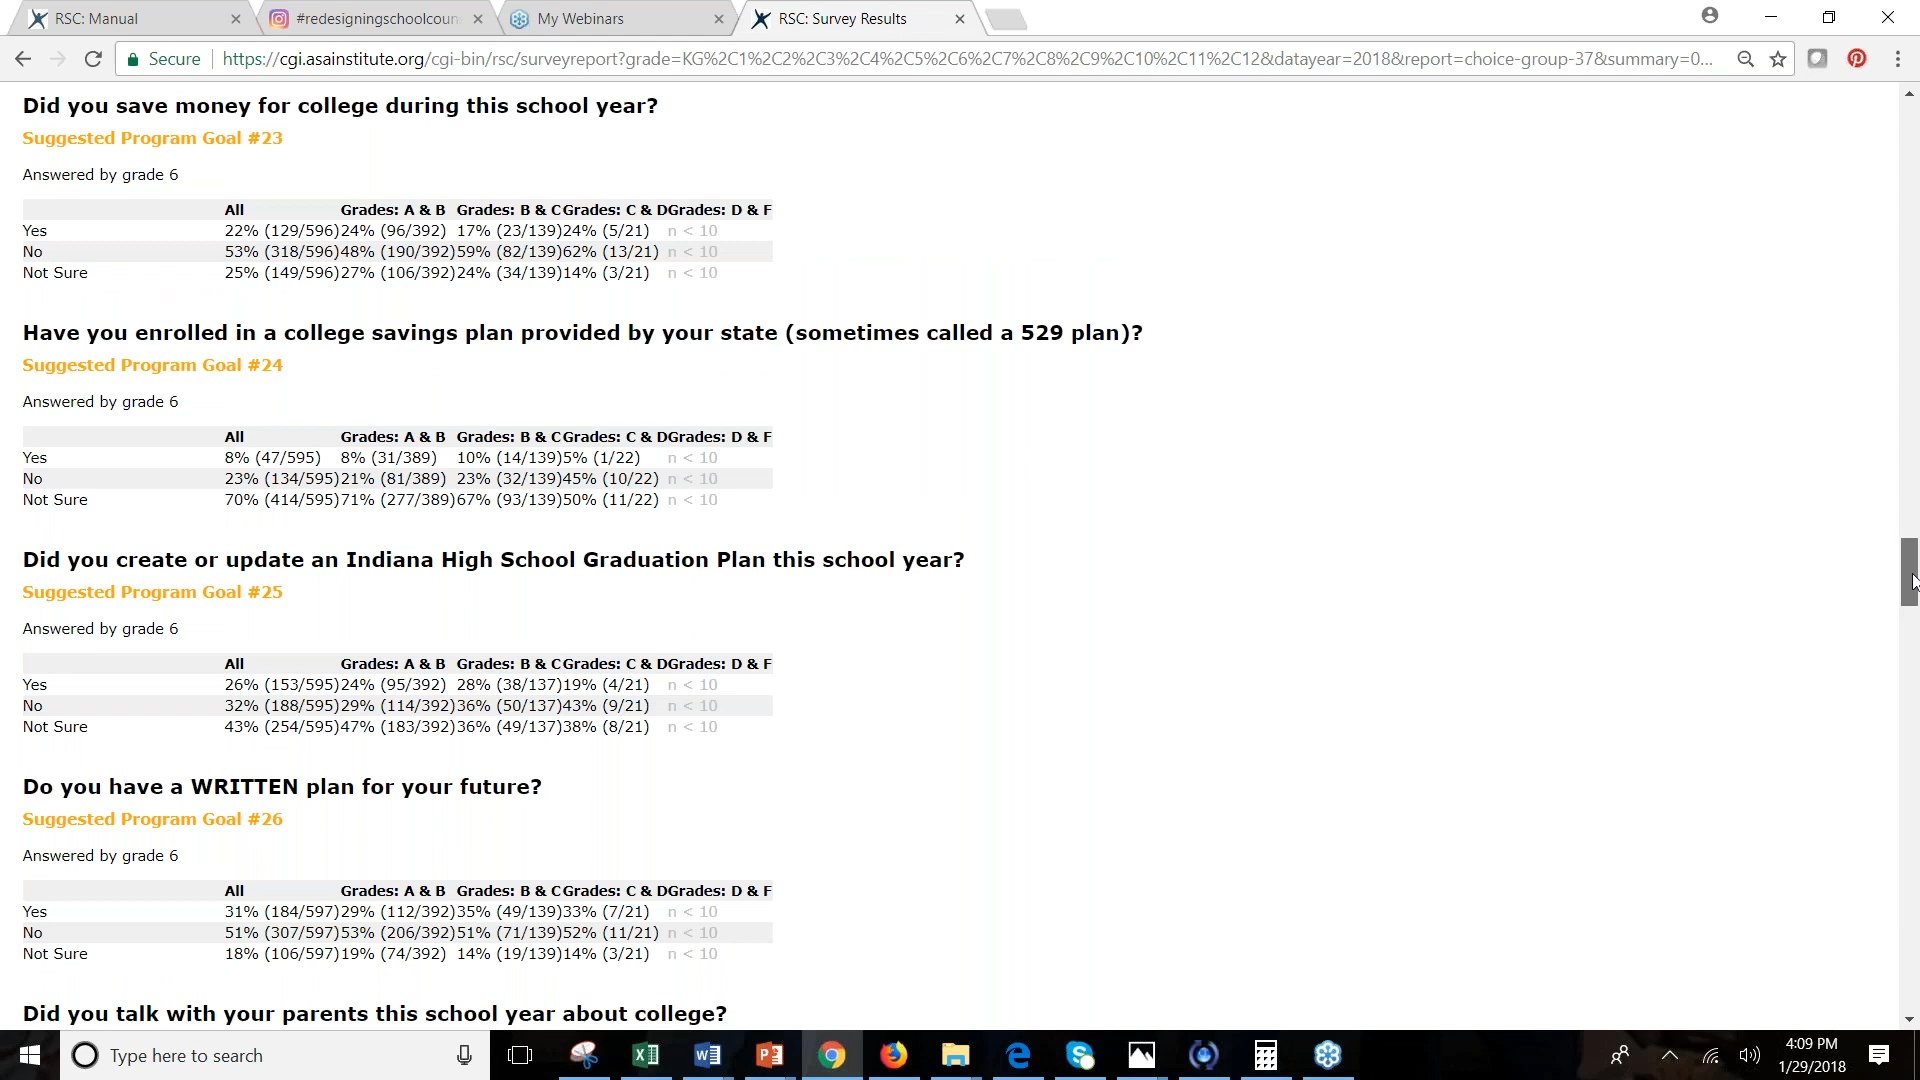 RSC: Manual
#redesigningschoolcoun
My Webinars
RSC: Survey Results
Secure
https://cgi.asainstitute.org/cgi-bin/rsc/surveyreport?grade=KG%2C1%2C2%2C3%2C4%2C5%2C6%2C7%2C8%2C9%2C10%2C11%2C12&datayear=2018&report=choice-group-37&summary=0...
Did you save money for college during this school year?
Suggested Program Goal #23
Answered by grade 6
All Grades: A & B Grades: B & C Grades: C & D Grades: D & F
Yes 22% (129/596) 24% (96/392) 17% (23/139) 24% (5/21) n < 10
No 53% (318/596) 48% (190/392) 59% (82/139) 62% (13/21) n < 10
Not Sure 25% (149/596) 27% (106/392) 24% (34/139) 14% (3/21) n < 10
Have you enrolled in a college savings plan provided by your state (sometimes called a 529 plan)?
Suggested Program Goal #24
Answered by grade 6
All Grades: A & B Grades: B & C Grades: C & D Grades: D & F
Yes 8% (47/595) 8% (31/389) 10% (14/139) 5% (1/22) n < 10
No 23% (134/595) 21% (81/389) 23% (32/139) 45% (10/22) n < 10
Not Sure 70% (414/595) 71% (277/389) 67% (93/139) 50% (11/22) n < 10
Did you create or update an Indiana High School Graduation Plan this school year?
Suggested Program Goal #25
Answered by grade 6
All Grades: A & B Grades: B & C Grades: C & D Grades: D & F
Yes 26% (153/595) 24% (95/392) 28% (38/137) 19% (4/21) n < 10
No 32% (188/595) 29% (114/392) 36% (50/137) 43% (9/21) n < 10
Not Sure 43% (254/595) 47% (183/392) 36% (49/137) 38% (8/21) n < 10
Do you have a WRITTEN plan for your future?
Suggested Program Goal #26
Answered by grade 6
All Grades: A & B Grades: B & C Grades: C & D Grades: D & F
Yes 31% (184/597) 29% (112/392) 35% (49/139) 33% (7/21) n < 10
No 51% (307/597) 53% (206/392) 51% (71/139) 52% (11/21) n < 10
Not Sure 18% (106/597) 19% (74/392) 14% (19/139) 14% (3/21) n < 10
Did you talk with your parents this school year about college?
Type here to search
4:09 PM
1/29/2018